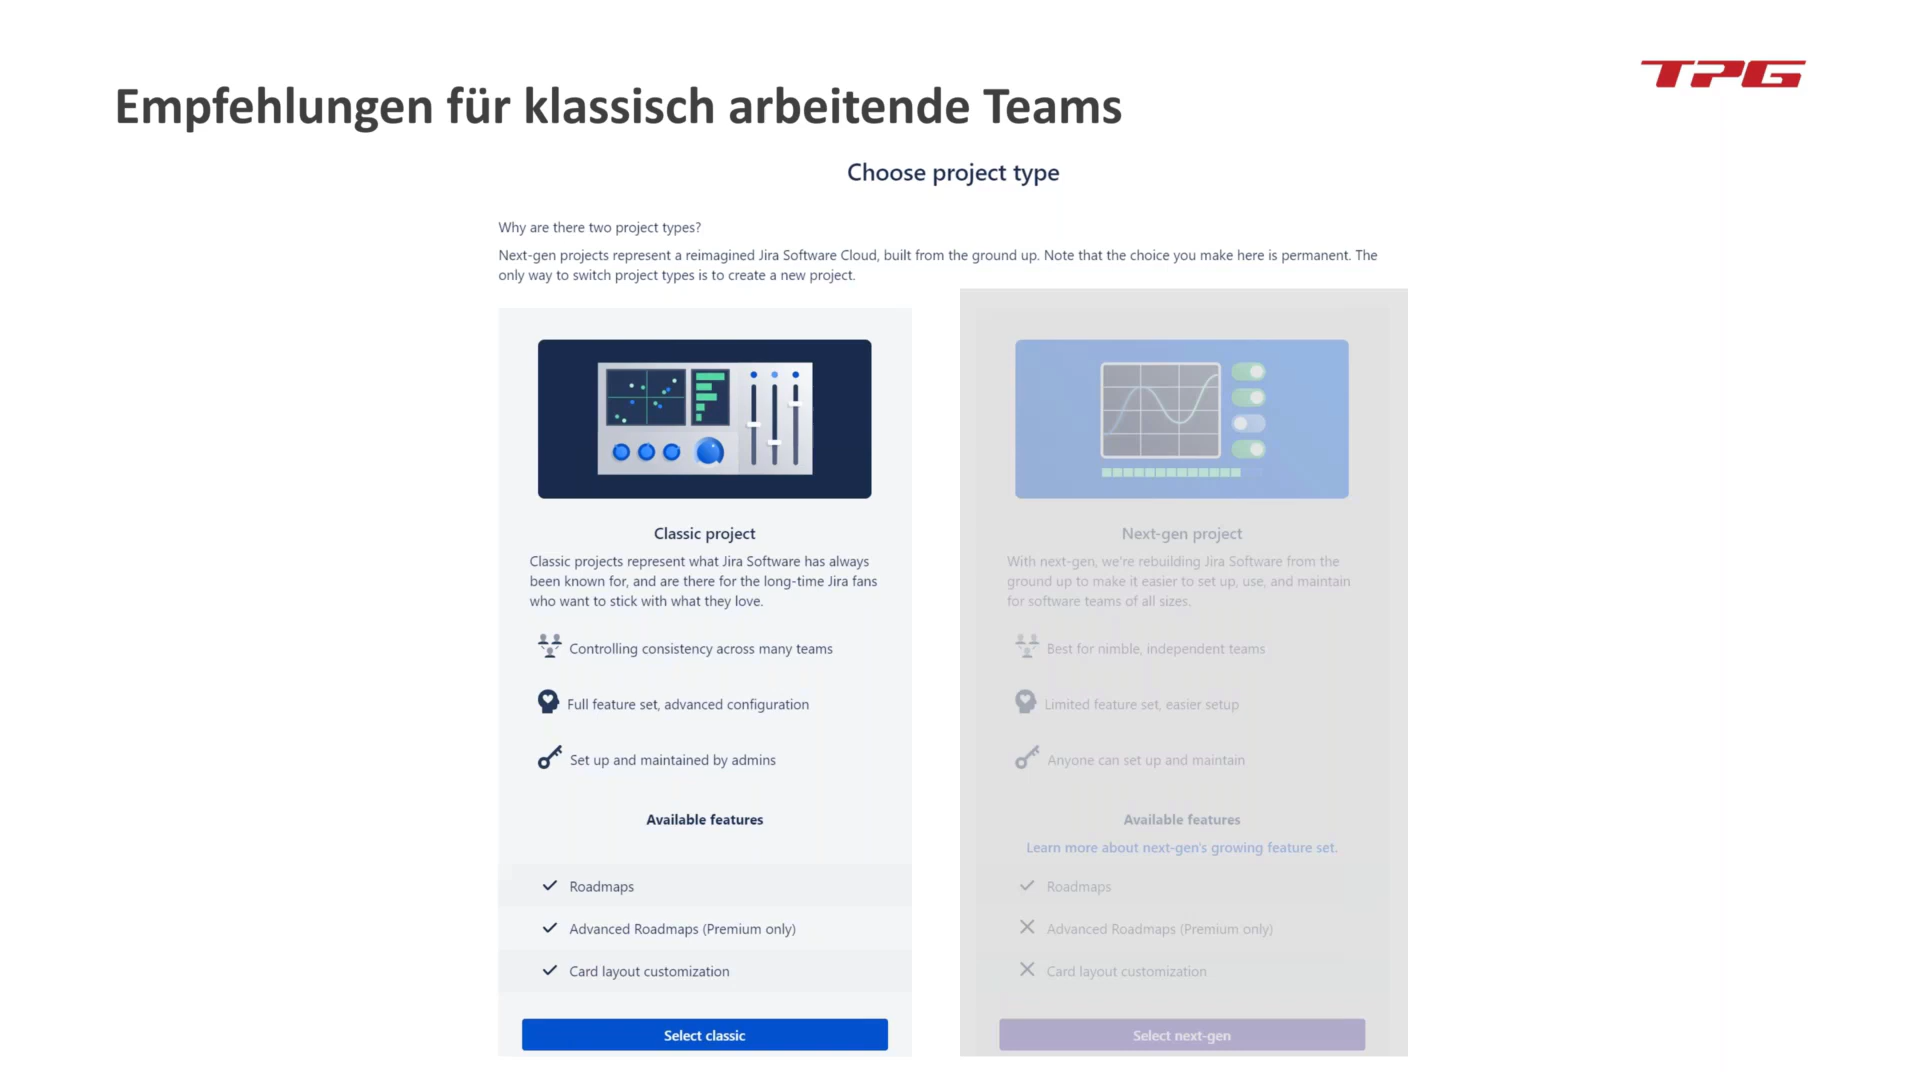 TPG
Empfehlungen für klassisch arbeitende Teams
Choose project type
Why are there two project types?
Next-gen projects represent a reimagined Jira Software Cloud, built from the ground up. Note that the choice you make here is permanent. The
only way to switch project types is to create a new project.
Classic project
Classic projects represent what Jira Software has always
been known for, and are there for the long-time Jira fans
who want to stick with what they love.
Controlling consistency across many teams
Full feature set, advanced configuration
Set up and maintained by admins
Available features
Roadmaps
Advanced Roadmaps (Premium only)
Card layout customization
Select classic
Next-gen project
With next-gen, we're rebuilding Jira Software from the
ground up to make it easier to set up, use, and maintain
for software teams of all sizes.
Best for nimble, independent teams
Limited feature set, easier setup
Anyone can set up and maintain
Available features
Learn more about next-gen's growing feature set.
Roadmaps
Advanced Roadmaps (Premium only)
Card layout customization
Select next-gen